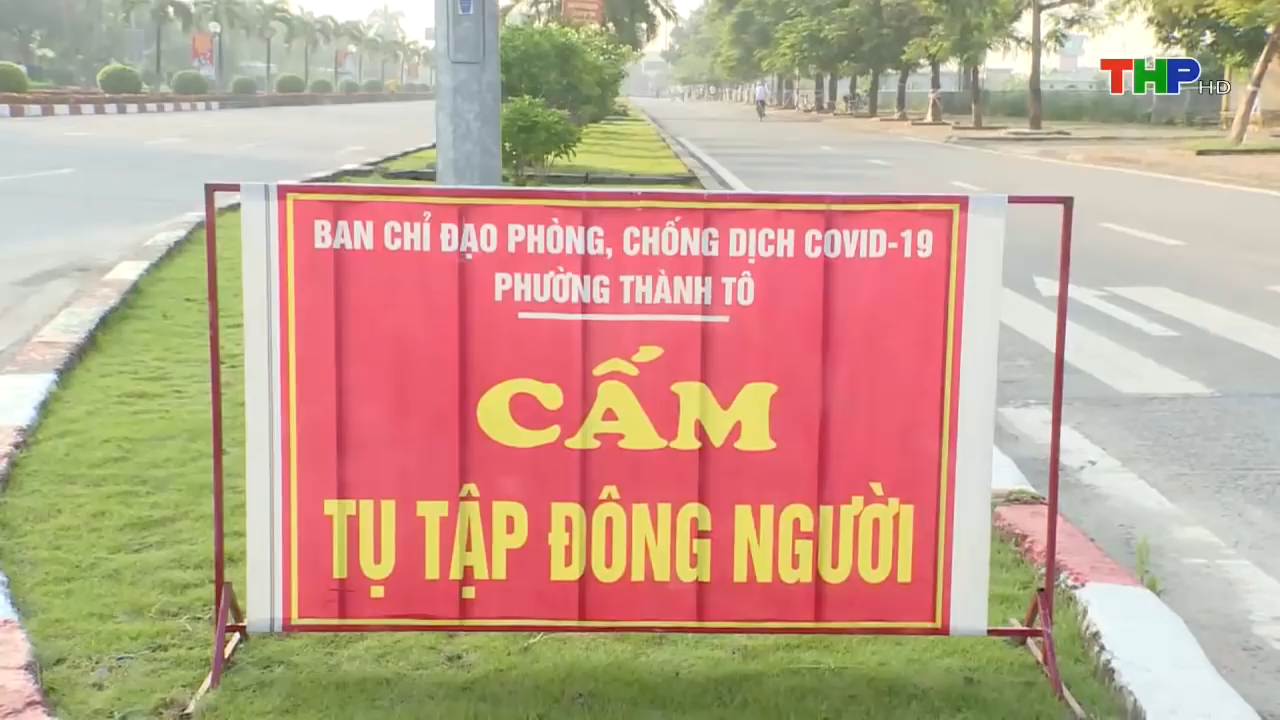 THP HD
BAN CHỈ ĐẠO PHÒNG, CHỐNG DỊCH COVID-19
PHƯỜNG THÀNH TÔ
CẤM
TỤ TẬP ĐÔNG NGƯỜI